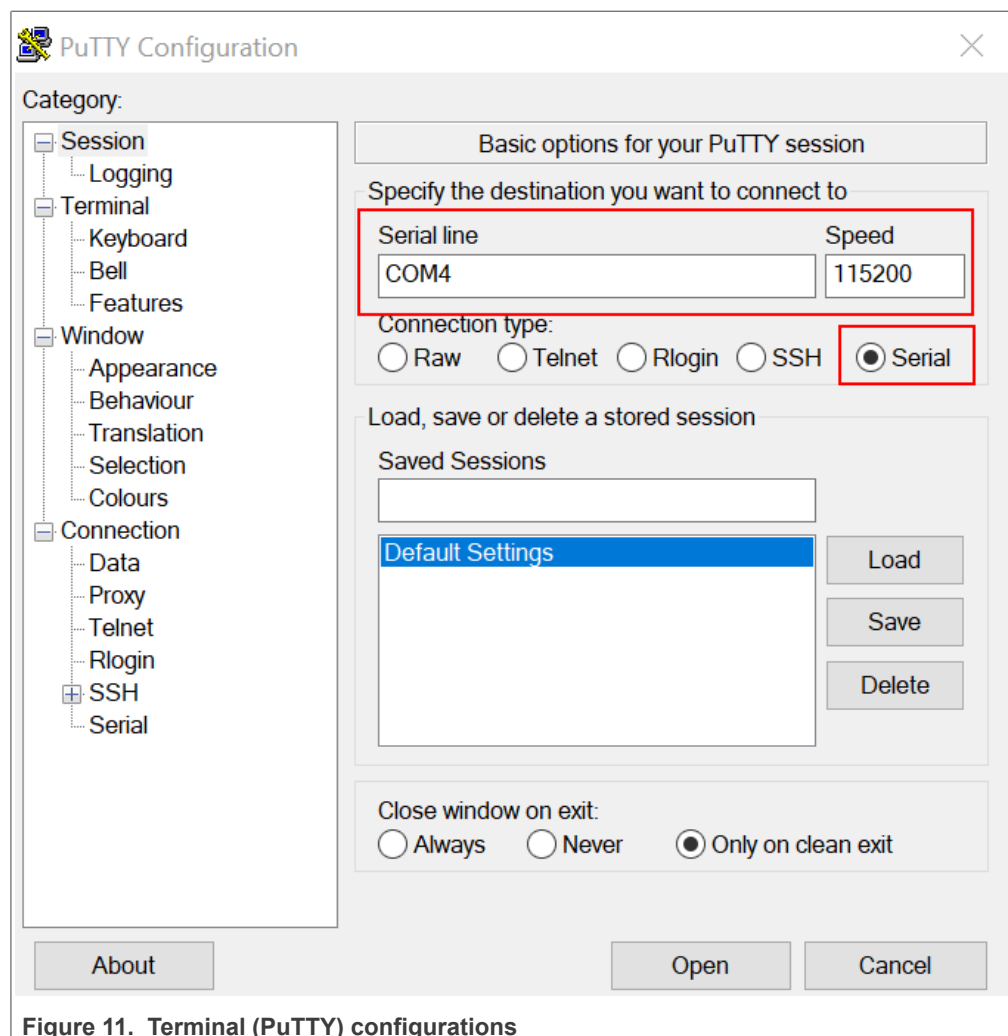 PuTTY Configuration
Category:
Session
Logging
Terminal
Keyboard
Bell
Features
Window
Appearance
Behaviour
Translation
Selection
Colours
Connection
Data
Proxy
Telnet
Rlogin
SSH
Serial
Basic options for your PuTTY session
Specify the destination you want to connect to
Serial line Speed
COM4 115200
Connection type:
Raw Telnet Rlogin SSH Serial
Load, save or delete a stored session
Saved Sessions
Default Settings
Load
Save
Delete
Close window on exit:
Always Never Only on clean exit
About Open Cancel
Figure 11. Terminal (PuTTY) configurations